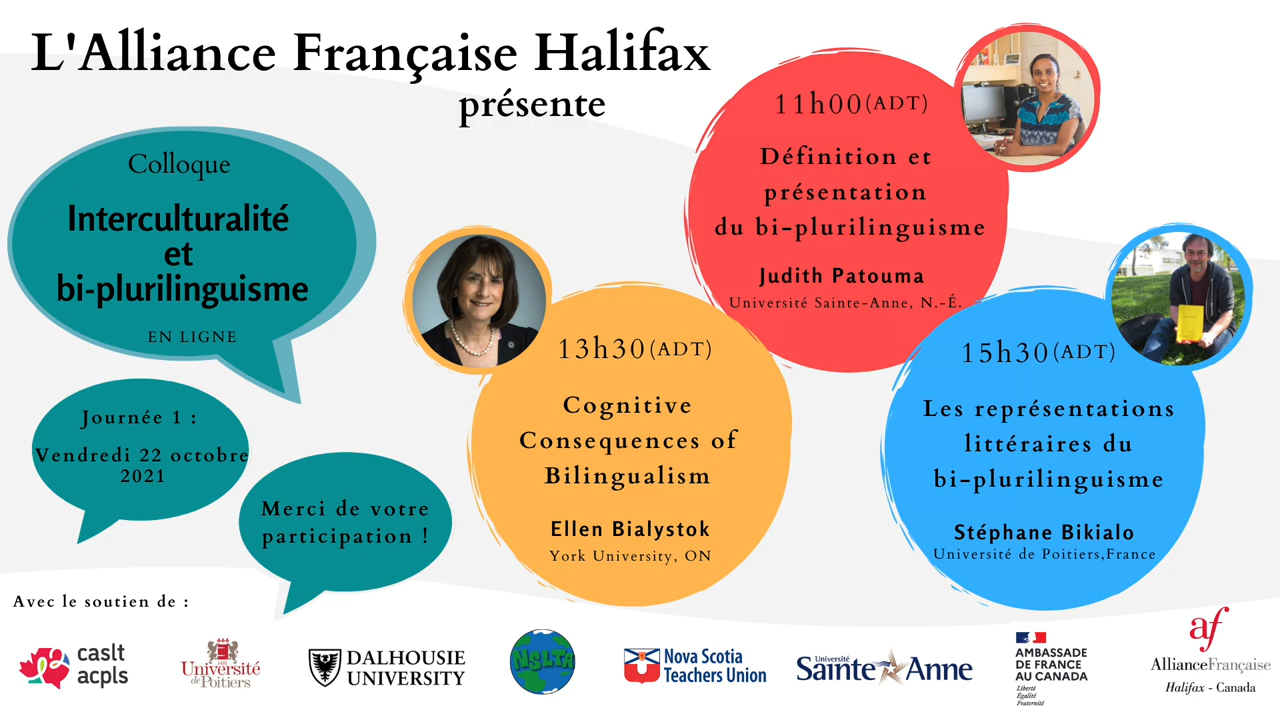 L'Alliance Française Halifax
présente
Colloque
Interculturalité
et
bi-plurilinguisme
EN LIGNE
Journée 1 :
Vendredi 22 octobre
2021
Merci de votre
participation !
11h00(ADT)
Définition et
présentation
du bi-plurilinguisme
Judith Patouma
Université Sainte-Anne, N.-É.
13h30(ADT)
Cognitive
Consequences of
Bilingualism
Ellen Bialystok
York University, ON
15h30(ADT)
Les représentations
littéraires du
bi-plurilinguisme
Stéphane Bikialo
Université de Poitiers,France
Avec le soutien de :
caslt
acpls
Université
de Poitiers
DALHOUSIE
UNIVERSITY
NSLTA
Nova Scotia
Teachers Union
Université
Sainte Anne
AMBASSADE
DE FRANCE
AU CANADA
Liberté
Égalité
Fraternité
af
AllianceFrançaise
Halifax - Canada